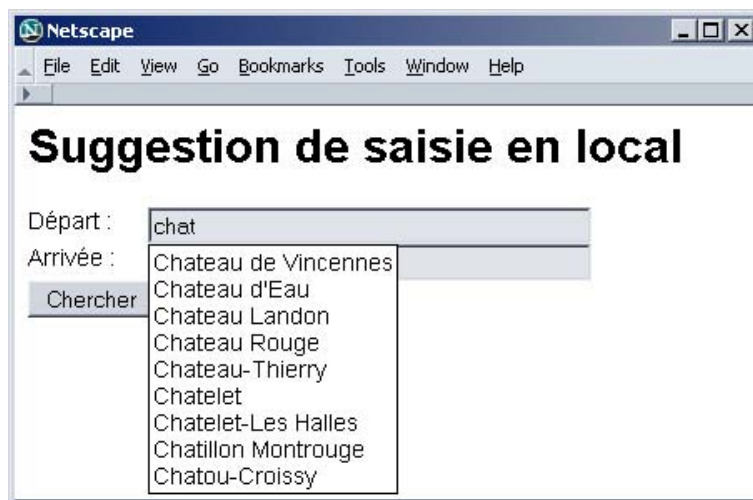 Netscape
File Edit View Go Bookmarks Tools Window Help
Suggestion de saisie en local
Départ : chat
Arrivée :
Chateau de Vincennes
Chateau d'Eau
Chercher
Chateau Landon
Chateau Rouge
Chateau-Thierry
Chatelet
Chatelet-Les Halles
Chatillon Montrouge
Chatou-Croissy